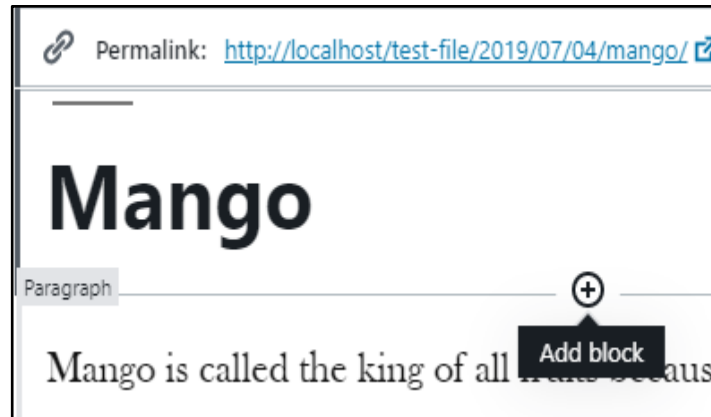 Permalink: http://localhost/test-file/2019/07/04/mango/
Mango
Paragraph
Add block
Mango is called the king of all